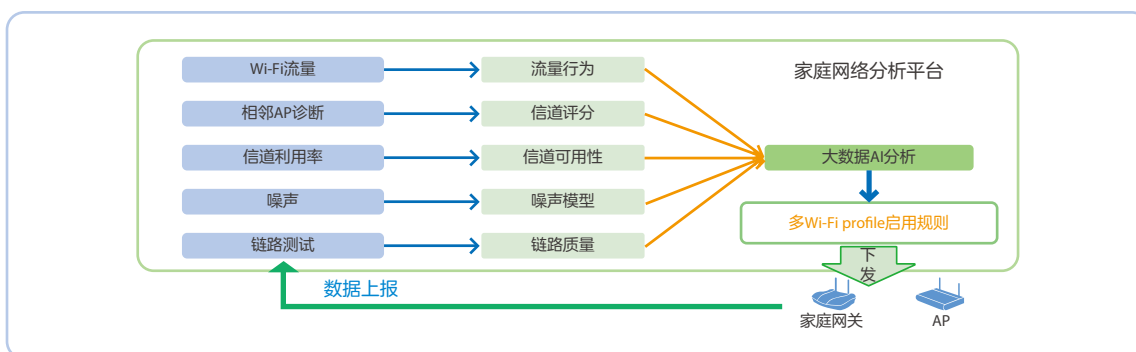 Wi-Fi流量
流量行为
家庭网络分析平台
相邻AP诊断
信道评分
信道利用率
信道可用性
大数据AI分析
噪声
噪声模型
多Wi-Fi profile启用规则
链路测试
链路质量
下
发
数据上报
家庭网关
AP